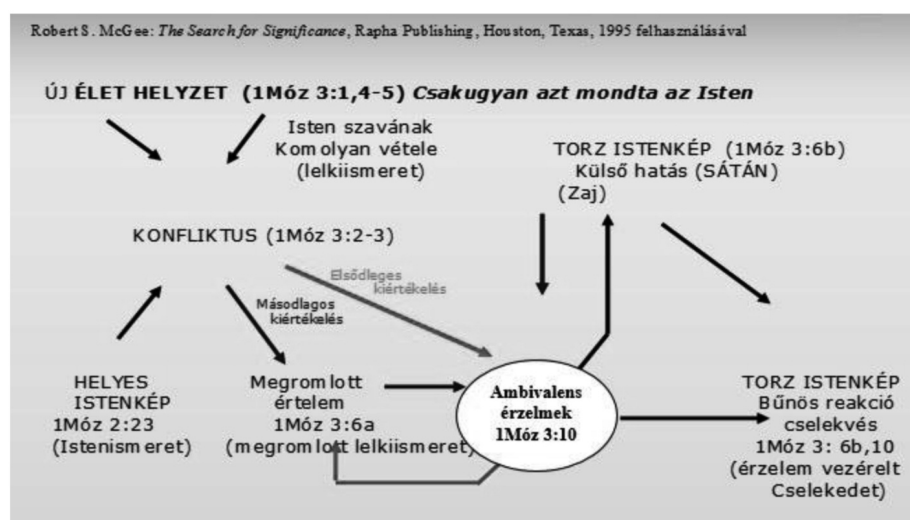 Robert S. McGee: The Search for Significance, Rapha Publishing, Houston, Texas, 1995 felhasználásával
ÚJ ÉLET HELYZET (1Móz 3:1,4-5) Csakugyan azt mondta az Isten
Isten szavának
Komolyan vétele
(lelkiismeret)
TORZ ISTENKÉP (1Móz 3:6b)
Külső hatás (SÁTÁN)
(Zaj)
KONFLIKTUS (1Móz 3:2-3)
Elsődleges
kiértékelés
Másodlagos
kiértékelés
HELYES
ISTENKÉP
1Móz 2:23
(Istenismeret)
Megromlott
értelem
1Móz 3:6a
(megromlott lelkiismeret)
Ambivalens
érzelmek
1Móz 3:10
TORZ ISTENKÉP
Bűnös reakció
cselekvés
1Móz 3: 6b,10
(érzelem vezérelt
Cselekedet)